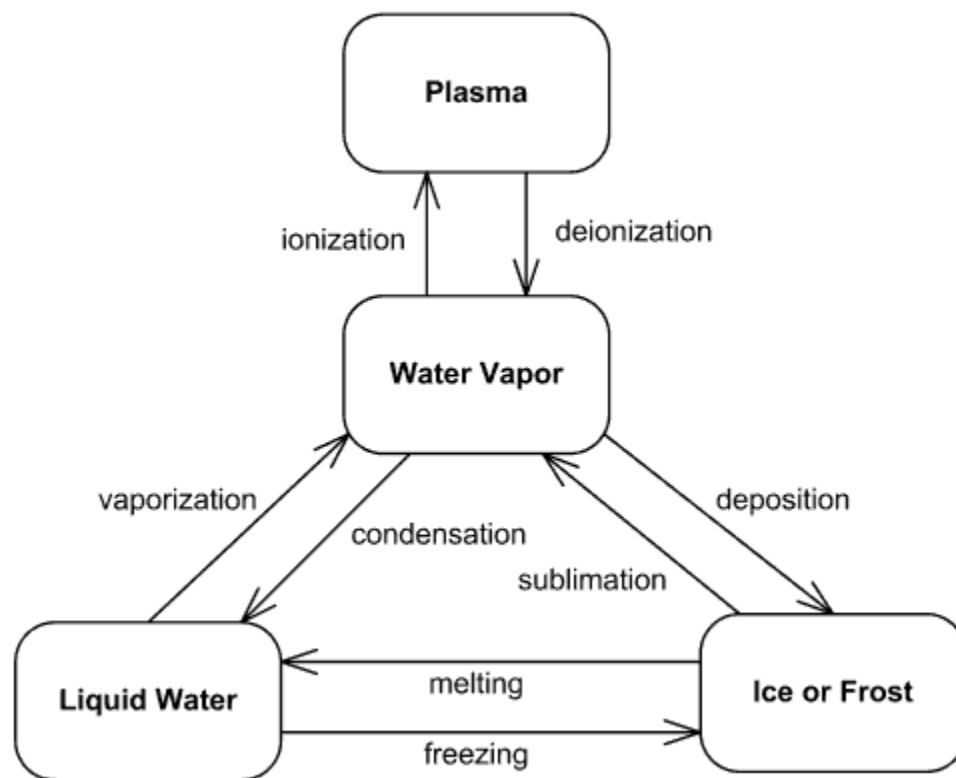 Plasma
ionization
deionization
Water Vapor
vaporization
condensation
deposition
sublimation
Liquid Water
melting
Ice or Frost
freezing